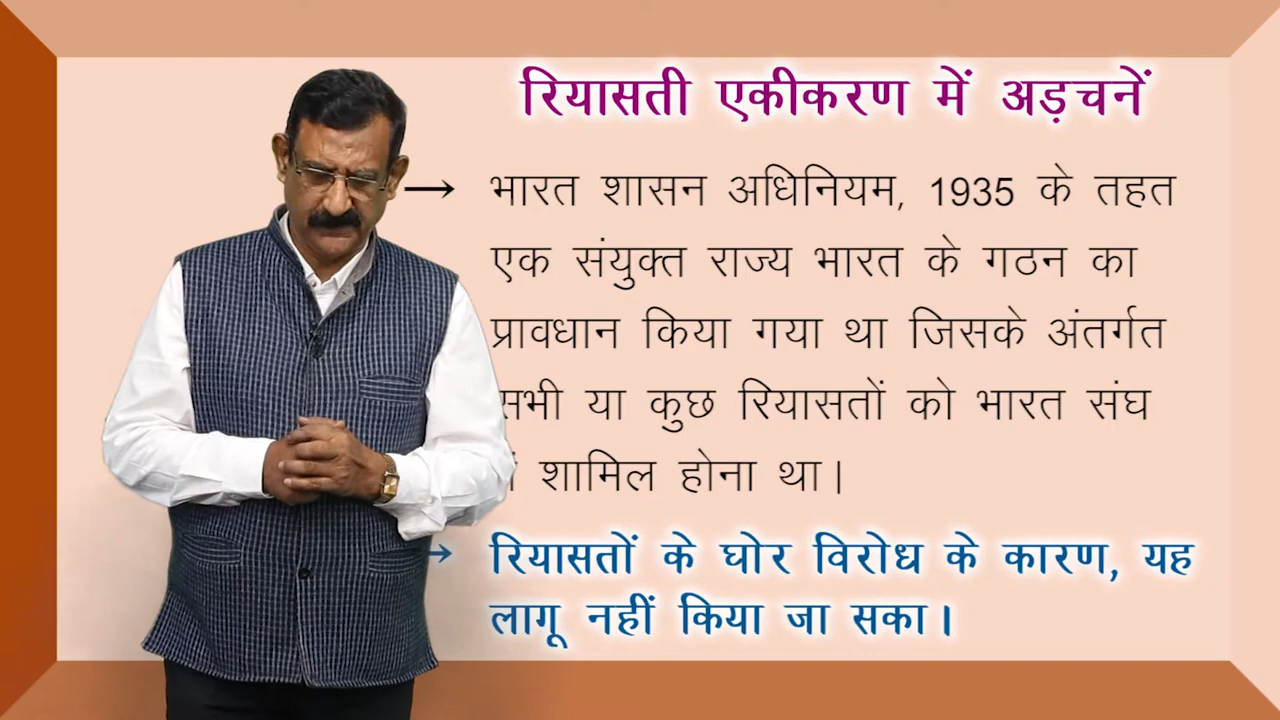 रियासती एकीकरण में अड़चनें
→ भारत शासन अधिनियम, 1935 के तहत
एक संयुक्त राज्य भारत के गठन का
प्रावधान किया गया था जिसके अंतर्गत
सभी या कुछ रियासतों को भारत संघ
शामिल होना था।
→ रियासतों के घोर विरोध के कारण, यह
लागू नहीं किया जा सका।